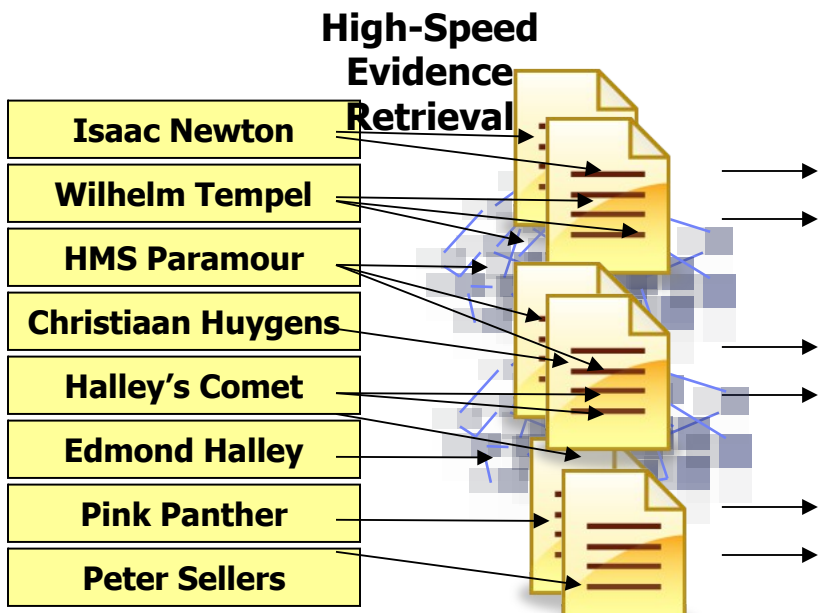 High-Speed
Evidence
Retrieval
Isaac Newton
Wilhelm Tempel
HMS Paramour
Christiaan Huygens
Halley’s Comet
Edmond Halley
Pink Panther
Peter Sellers